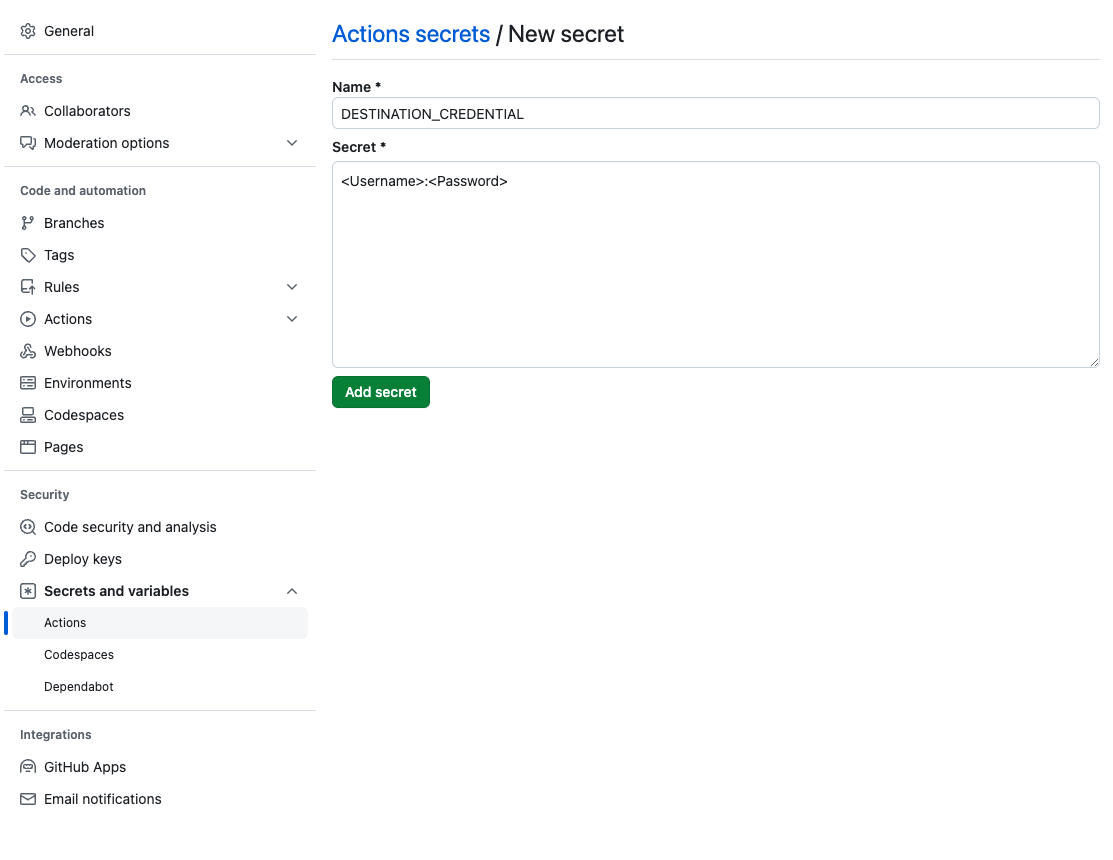 General
Access
Collaborators
Moderation options
Code and automation
Branches
Tags
Rules
Actions
Webhooks
Environments
Codespaces
Pages
Security
Code security and analysis
Deploy keys
Secrets and variables
Actions
Codespaces
Dependabot
Integrations
GitHub Apps
Email notifications
Actions secrets / New secret
Name *
DESTINATION_CREDENTIAL
Secret *
<Username>:<Password>
Add secret